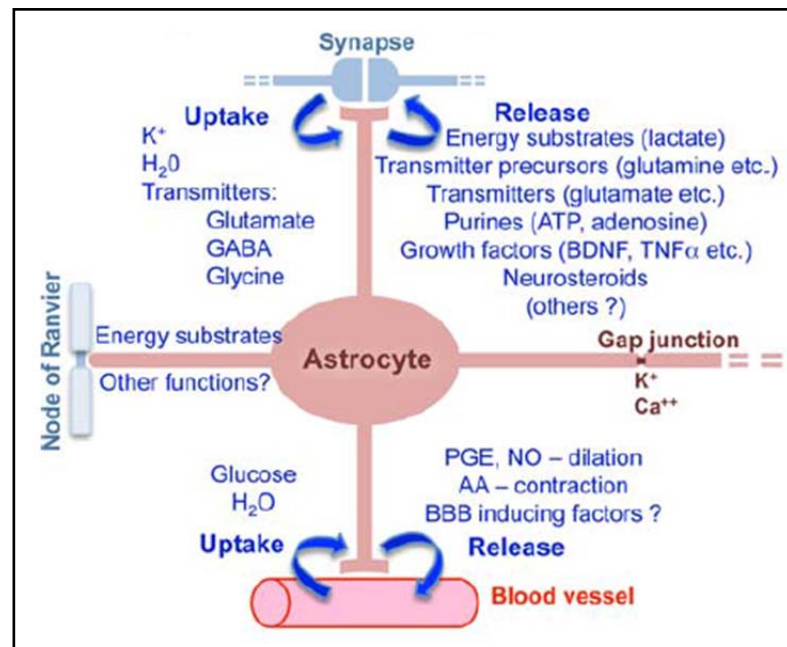 Synapse
Uptake
K⁺
H₂0
Transmitters:
Glutamate
GABA
Glycine
Release
Energy substrates (lactate)
Transmitter precursors (glutamine etc.)
Transmitters (glutamate etc.)
Purines (ATP, adenosine)
Growth factors (BDNF, TNFα etc.)
Neurosteroids
(others ?)
Node of Ranvier
Energy substrates
Other functions?
Astrocyte
Gap junction
K⁺
Ca⁺⁺
Glucose
H₂O
Uptake
PGE, NO – dilation
AA – contraction
BBB inducing factors ?
Release
Blood vessel